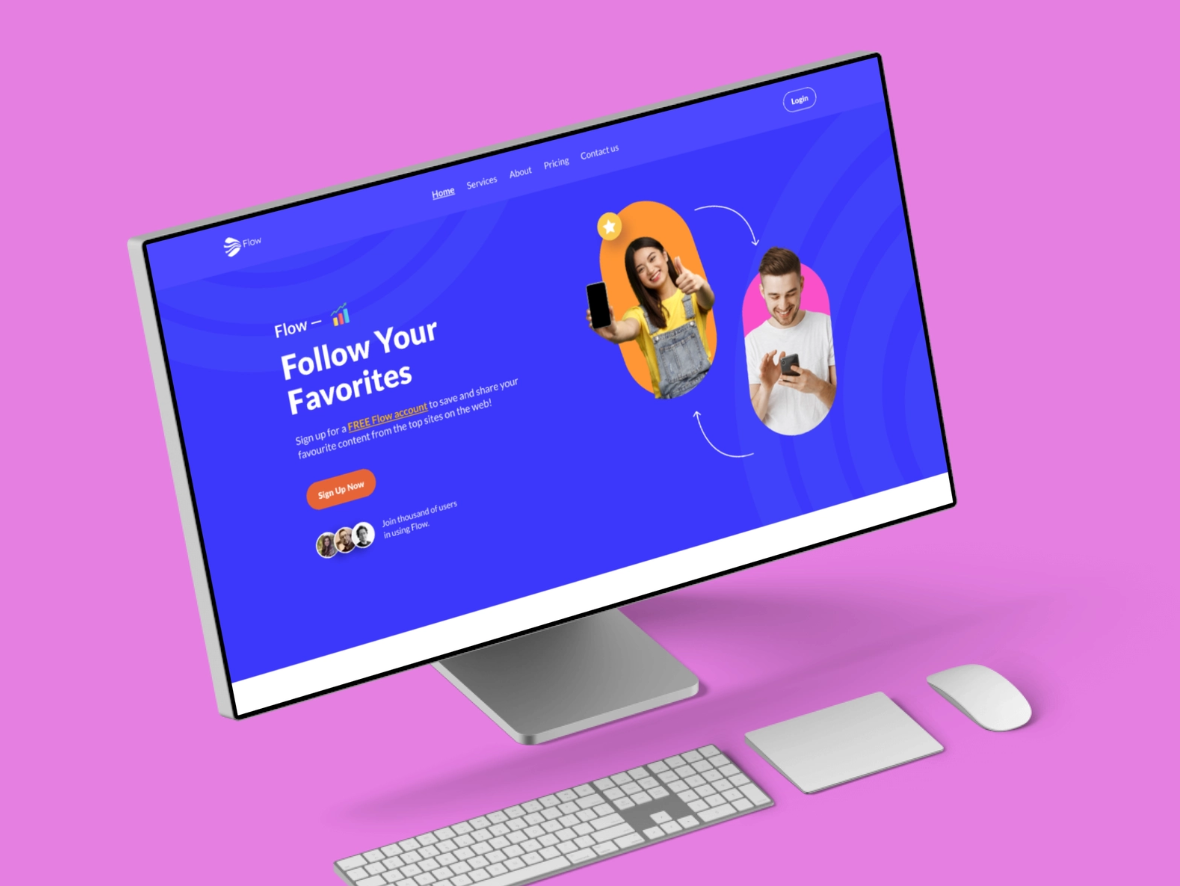 Login
Home Services About Pricing Contact us
Flow
Flow —
Follow Your
Favorites
Sign up for a FREE Flow account to save and share your
favourite content from the top sites on the web!
Sign Up Now
Join thousand of users
in using Flow.